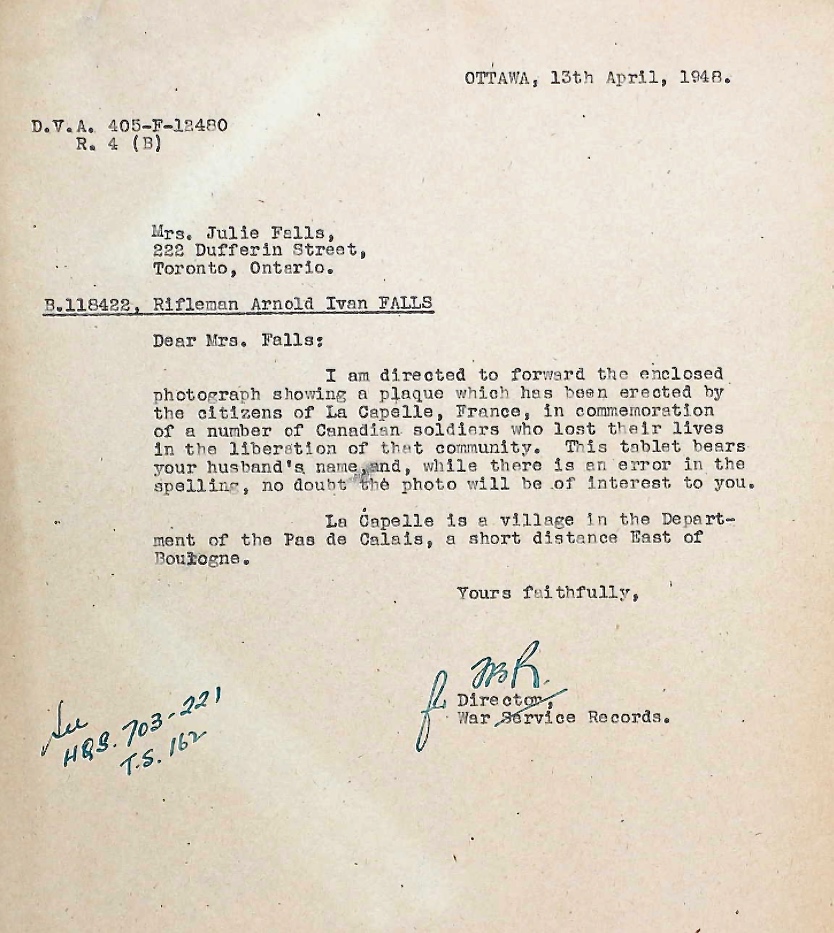 OTTAWA, 13th April, 1948.
D.V.A. 405-F-12480
R. 4 (B)
Mrs. Julie Falls,
222 Dufferin Street,
Toronto, Ontario.
B.118422, Rifleman Arnold Ivan FALLS
Dear Mrs. Falls:
I am directed to forward the enclosed
photograph showing a plaque which has been erected by
the citizens of La Capelle, France, in commemoration
of a number of Canadian soldiers who lost their lives
in the liberation of that community. This tablet bears
your husband's name,and, while there is an error in the
spelling, no doubt the photo will be of interest to you.
La Capelle is a village in the Depart-
ment of the Pas de Calais, a short distance East of
Boulogne.
Yours faithfully,
Director,
War Service Records.
See
HQS. 703-221
T.S. 162